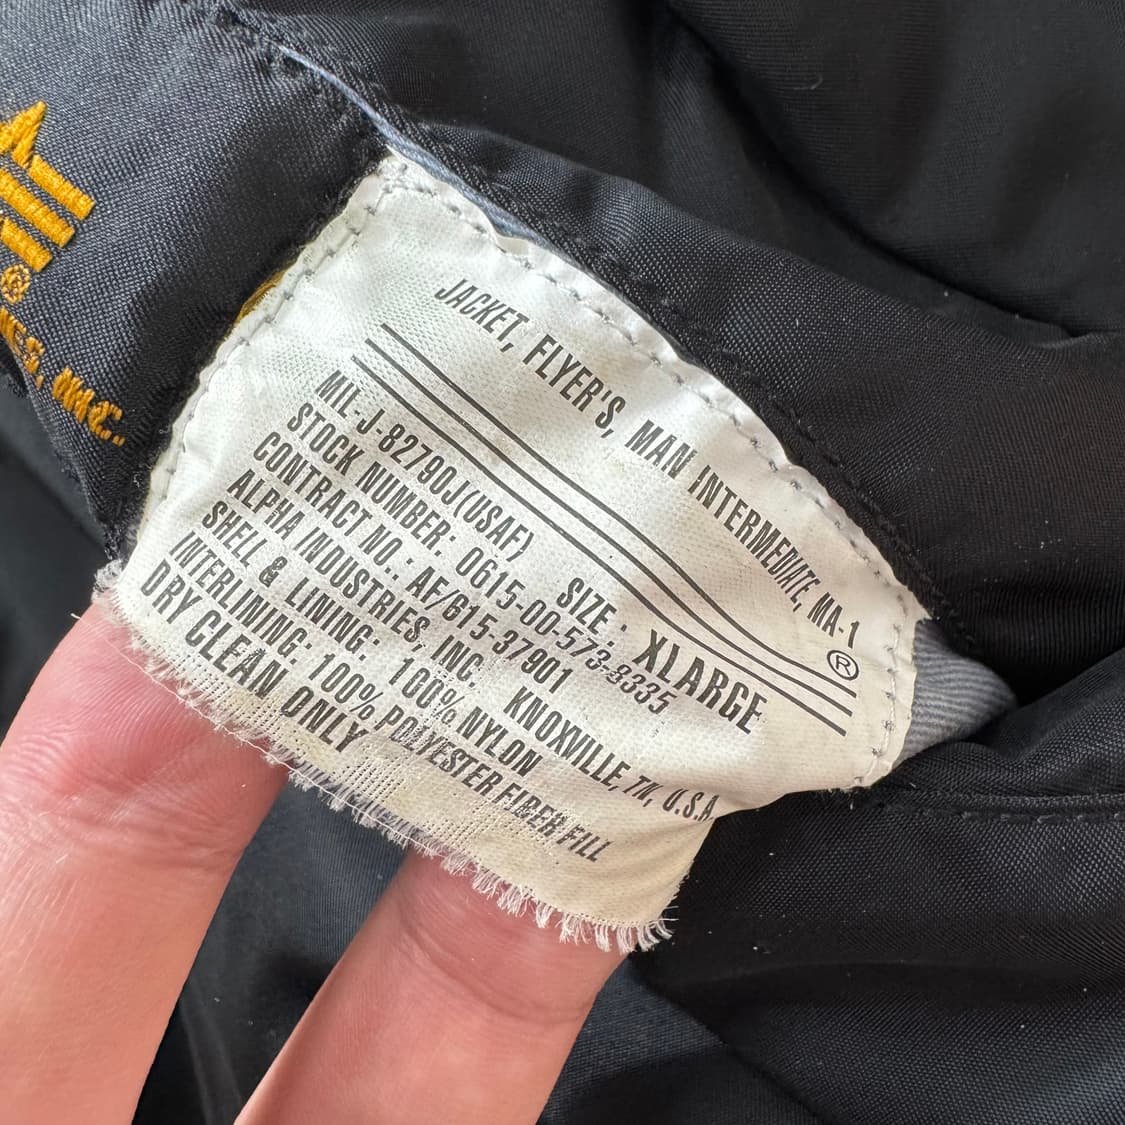 JACKET, FLYER'S, MAN INTERMEDIATE, MA-1
®
MIL-J-82790J(USAF) SIZE: XLARGE
STOCK NUMBER: 0615-00-573-8335
CONTRACT NO.: AF/615-37901
ALPHA INDUSTRIES, INC. KNOXVILLE, TN, U.S.A.
SHELL & LINING: 100% NYLON
INTERLINING: 100% POLYESTER FIBER FILL
DRY CLEAN ONLY
®
INC.